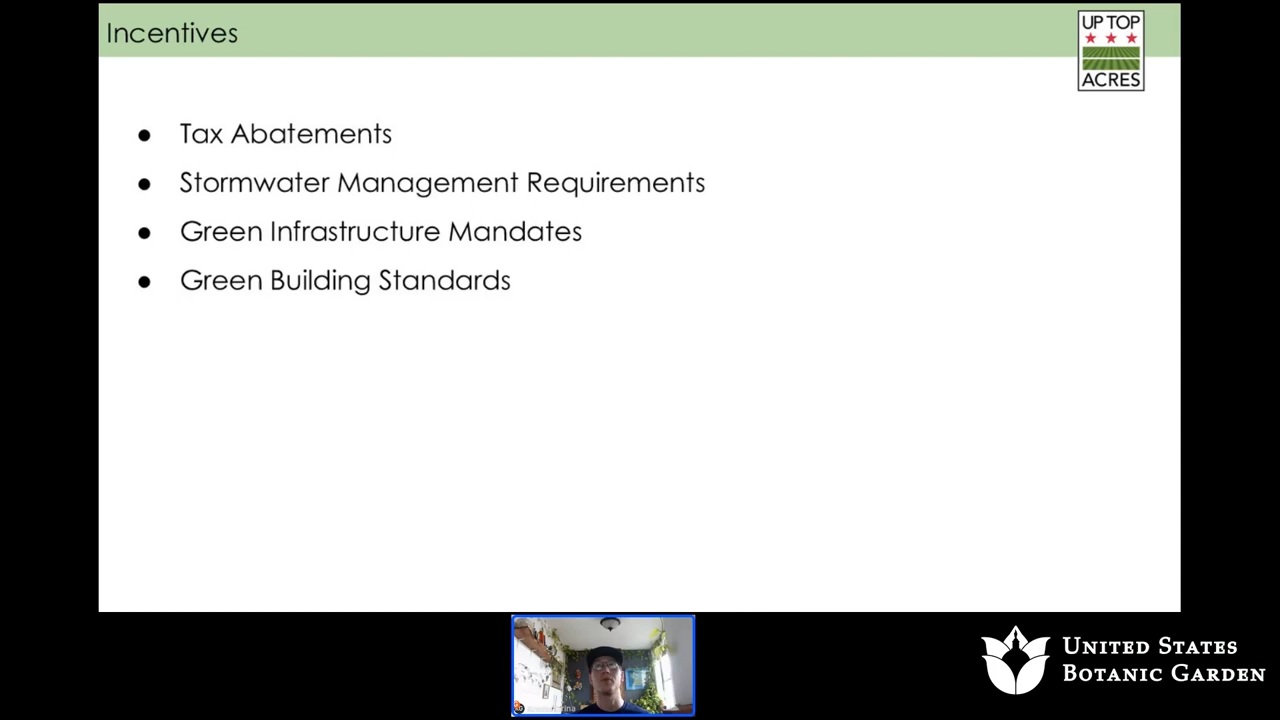 Incentives
UP TOP
ACRES
● Tax Abatements
● Stormwater Management Requirements
● Green Infrastructure Mandates
● Green Building Standards
UNITED STATES
BOTANIC GARDEN